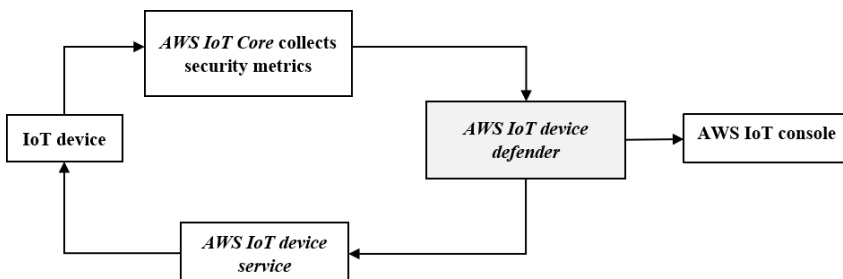 AWS IoT Core collects
security metrics
IoT device
AWS IoT device
defender
AWS IoT console
AWS IoT device
service